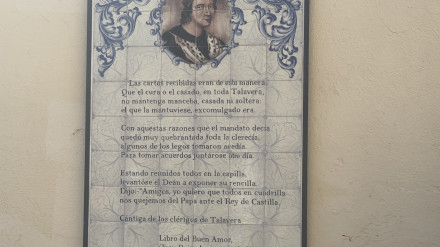 Las cartas recibidas eran de esta manera,
Que el cura o el casado, en toda Talavera,
no mantenga manceba, casada ni soltera:
el que la mantuviese, excomulgado era.
Con aquestas razones que el mandato decía
quedó muy quebrantada toda la clerecía,
algunos de los legos tomaron acedía.
Para tomar acuerdos juntáronse otro día.
Estando reunidos todos en la capilla,
levantóse el Deán a exponer su rencilla.
Dijo: "Amigos, yo quiero que todos en cuadrilla
nos quejemos del Papa ante el Rey de Castilla.
Cántiga de los clérigos de Talavera
Libro del Buen Amor,